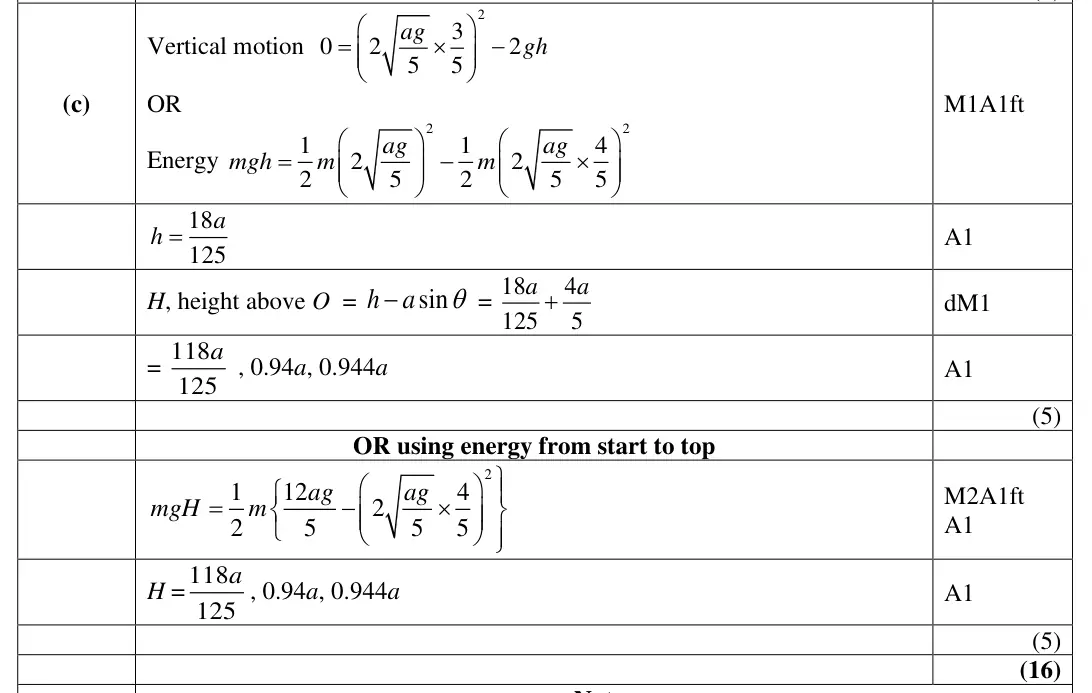 Vertical motion 0 = (2√(ag/5) × 3/5)² − 2gh
(c) OR M1A1ft
Energy mgh = 1/2 m(2√(ag/5))² − 1/2 m(2√(ag/5) × 4/5)²
h = 18a/125 A1
H, height above O = h − a sin θ = 18a/125 + 4a/5 dM1
= 118a/125 , 0.94a, 0.944a A1
(5)
OR using energy from start to top
mgH = 1/2 m{12ag/5 − (2√(ag/5) × 4/5)²} M2A1ft
A1
H = 118a/125 , 0.94a, 0.944a A1
(5)
(16)